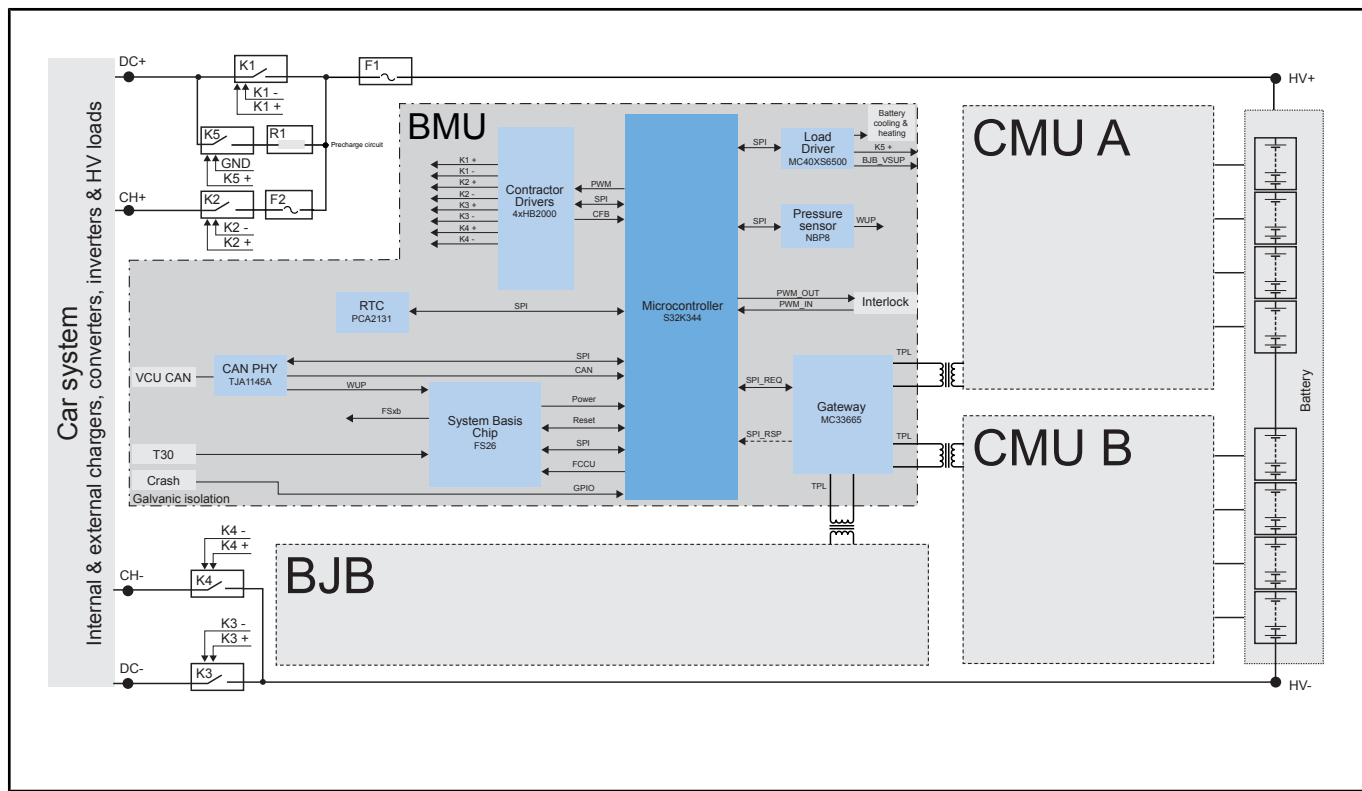 Car system
Internal & external chargers, converters, inverters & HV loads
DC+
K1
F1
K1 -
K1 +
HV+
K5
R1
Precharge circuit
GND
K5 +
CH+
K2
F2
K2 -
K2 +
BMU
K1 +
K1 -
K2 +
K2 -
K3 +
K3 -
K4 +
K4 -
Contractor
Drivers
4xHB2000
PWM
SPI
CFB
Microcontroller
S32K344
SPI
Load
Driver
MC40XS6500
Battery
cooling &
heating
K5 +
BJB_VSUP
SPI
Pressure
sensor
NBP8
WUP
RTC
PCA2131
SPI
PWM_OUT
PWM_IN
Interlock
VCU CAN
CAN PHY
TJA1145A
SPI
CAN
WUP
FSxb
System Basis
Chip
FS26
Power
Reset
SPI
FCCU
T30
Crash
GPIO
Galvanic isolation
SPI_REQ
SPI_RSP
Gateway
MC33665
TPL
TPL
TPL
CMU A
CMU B
Battery
BJB
K4 -
K4 +
CH-
K4
K3 -
K3 +
DC-
K3
HV-